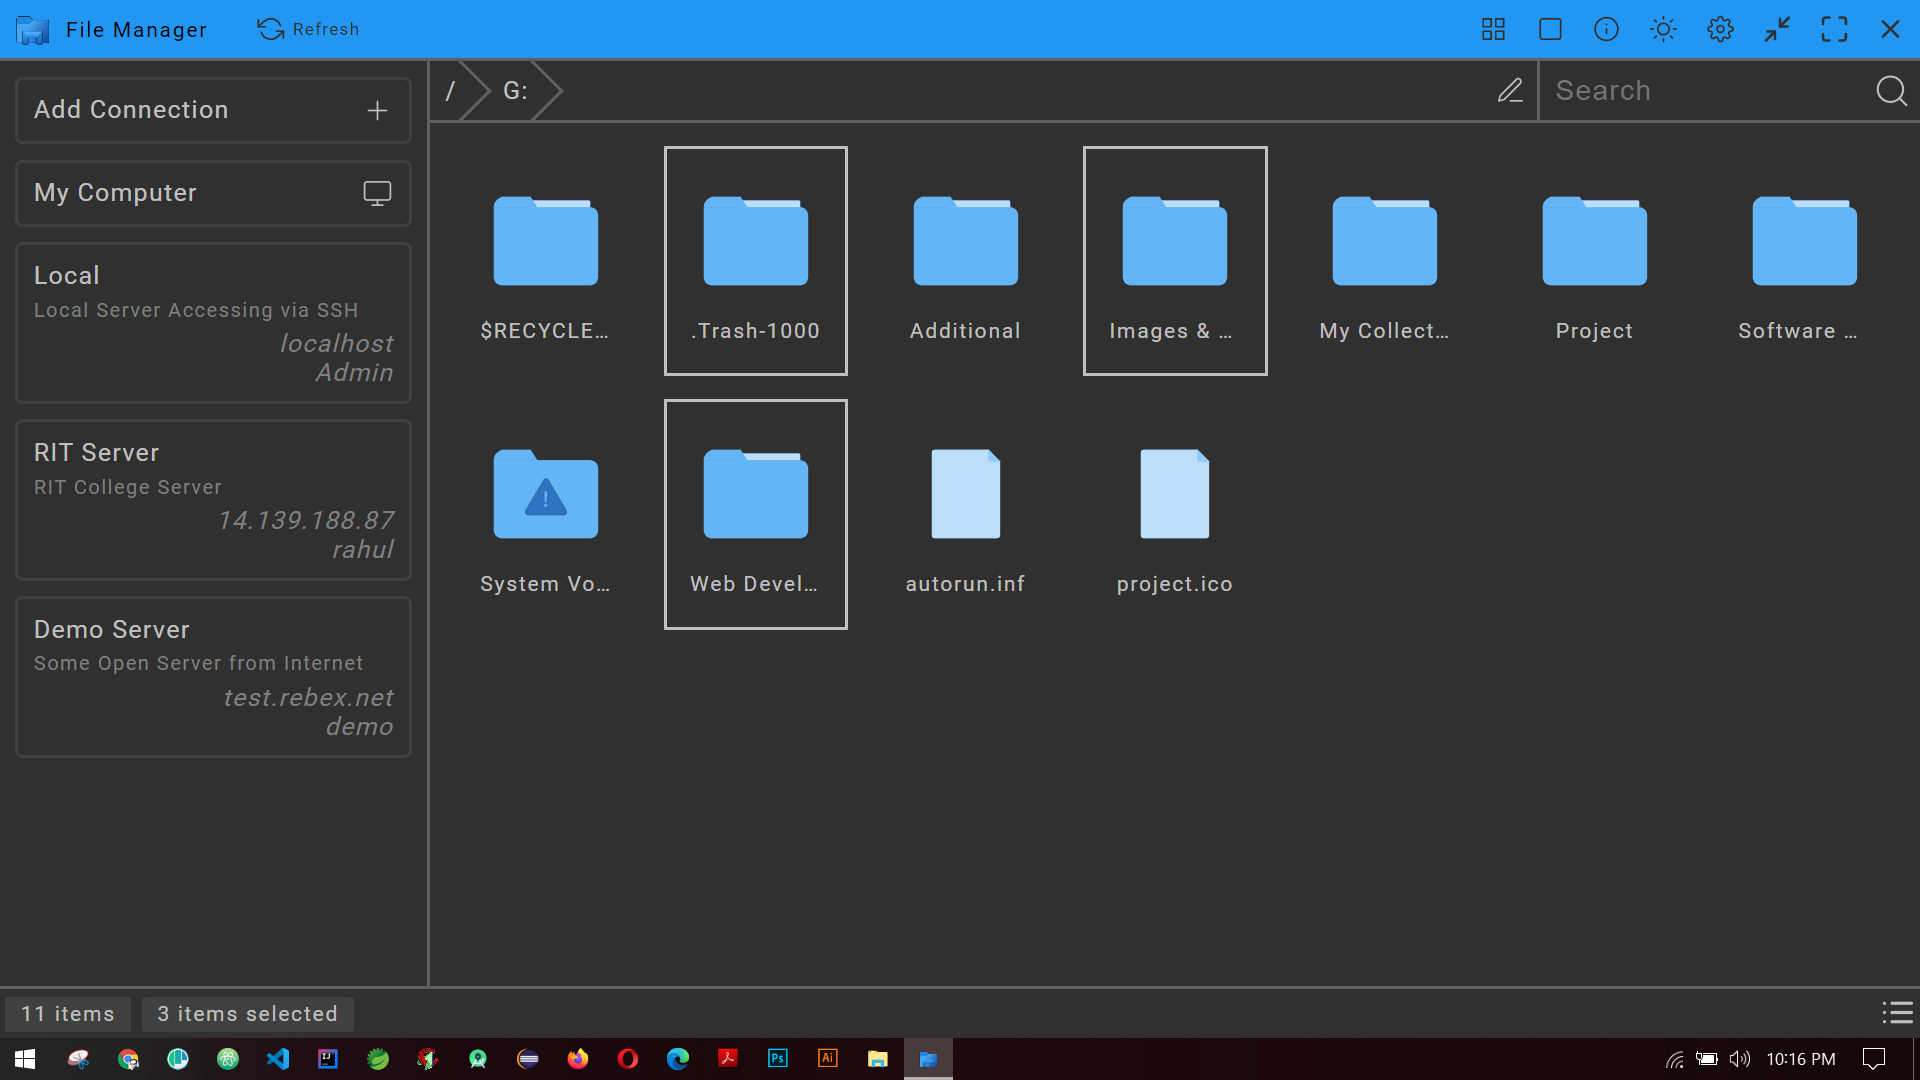 File Manager
Refresh
Add Connection
My Computer
Local
Local Server Accessing via SSH
localhost
Admin
RIT Server
RIT College Server
14.139.188.87
rahul
Demo Server
Some Open Server from Internet
test.rebex.net
demo
/
G:
Search
$RECYCLE...
.Trash-1000
Additional
Images & ...
My Collect...
Project
Software ...
System Vo...
Web Devel...
autorun.inf
project.ico
11 items
3 items selected
IJ
Ps
Ai
10:16 PM